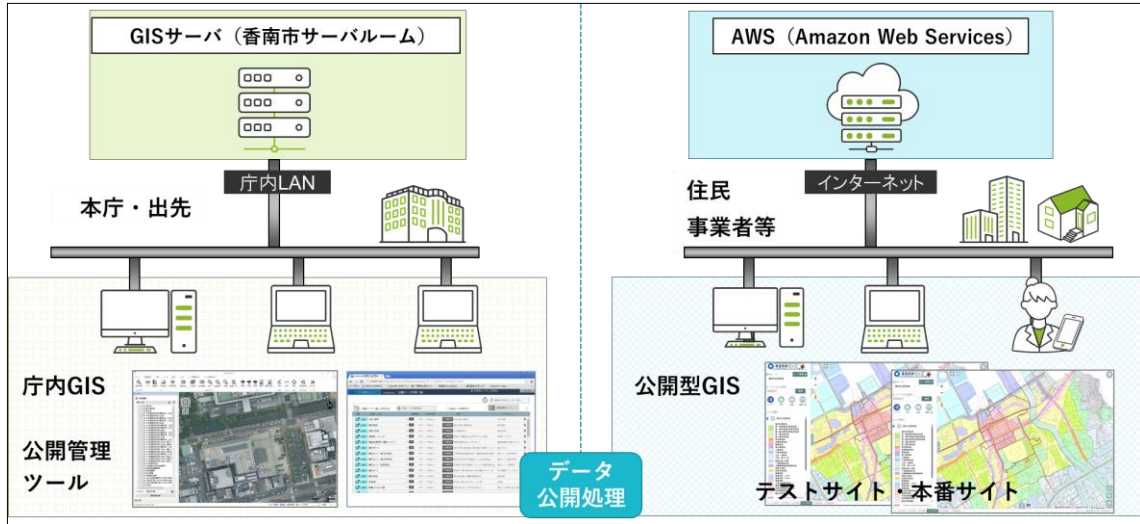 GISサーバ（香南市サーバルーム）
庁内LAN
本庁・出先
庁内GIS
公開管理
ツール
データ
公開処理
AWS（Amazon Web Services）
インターネット
住民
事業者等
公開型GIS
テストサイト・本番サイト